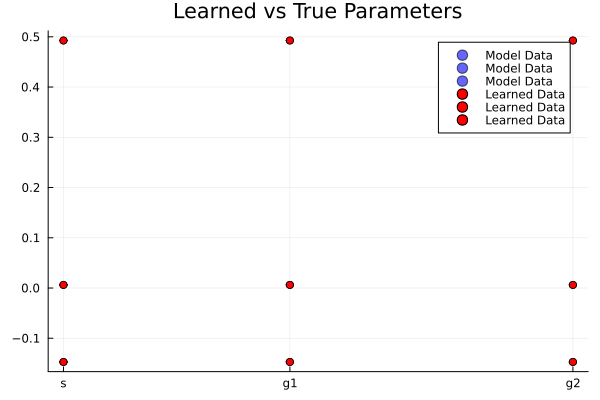 Learned vs True Parameters
0.5
0.4
0.3
0.2
0.1
0.0
−0.1
Model Data
Model Data
Model Data
Learned Data
Learned Data
Learned Data
s g1 g2